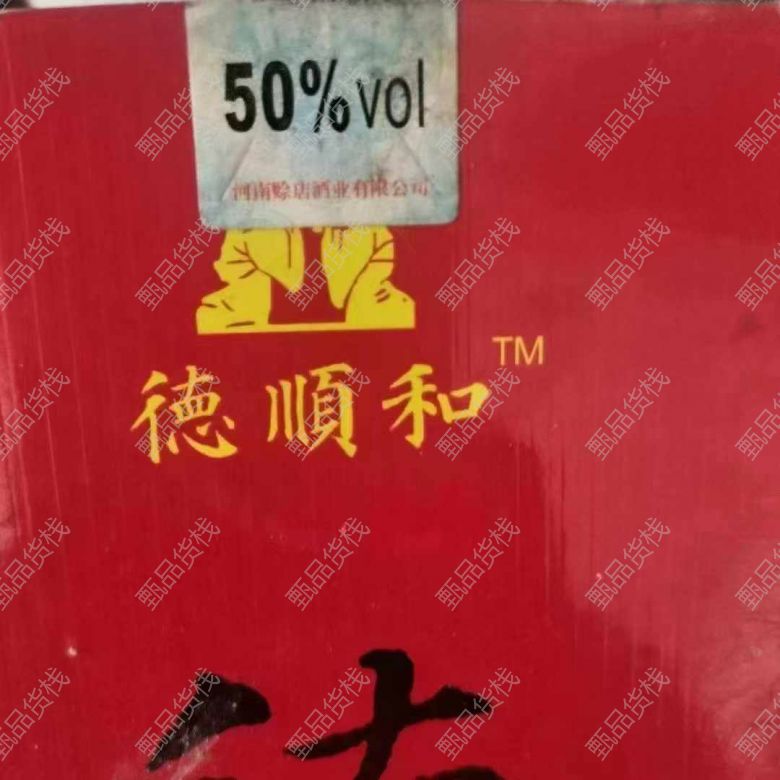 50%vol
河南赊店酒业有限公司
德順和 TM
甄品货栈